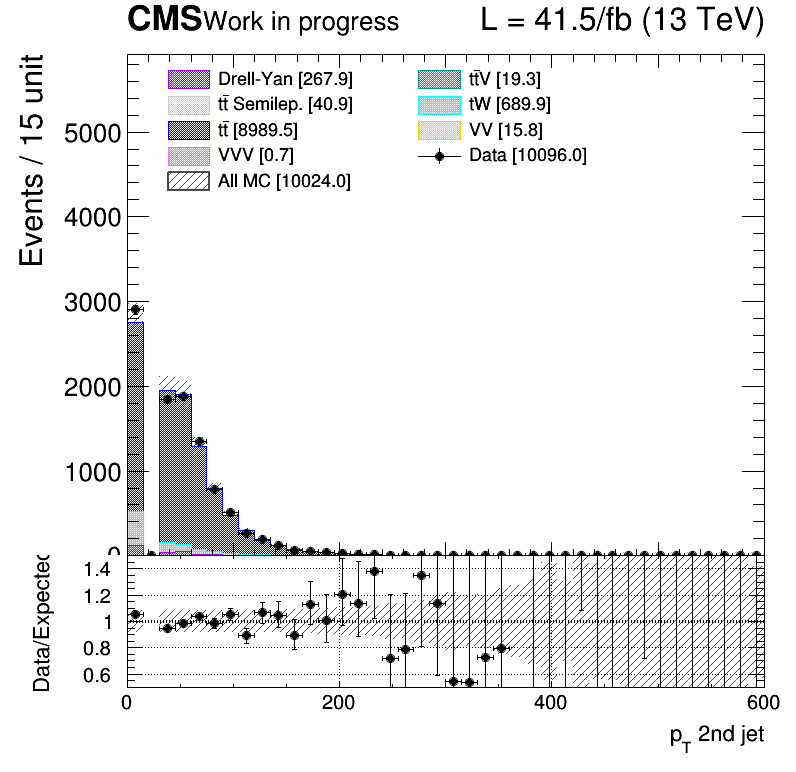 CMS Work in progress L = 41.5/fb (13 TeV)
Drell-Yan [267.9]
tt̄ Semilep. [40.9]
tt̄ [8989.5]
VVV [0.7]
All MC [10024.0]
tt̄V [19.3]
tW [689.9]
VV [15.8]
Data [10096.0]
Events / 15 unit
5000
4000
3000
2000
1000
0
Data/Expected
1.4
1.2
1
0.8
0.6
0 200 400 600
p_T 2nd jet